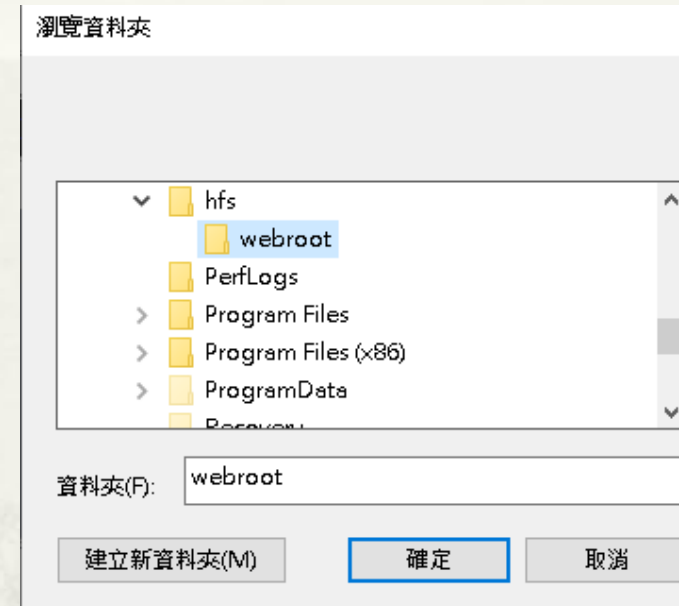 瀏覽資料夾
hfs
webroot
PerfLogs
Program Files
Program Files (x86)
ProgramData
Recovery
資料夾(F):
webroot
建立新資料夾(M)
確定
取消